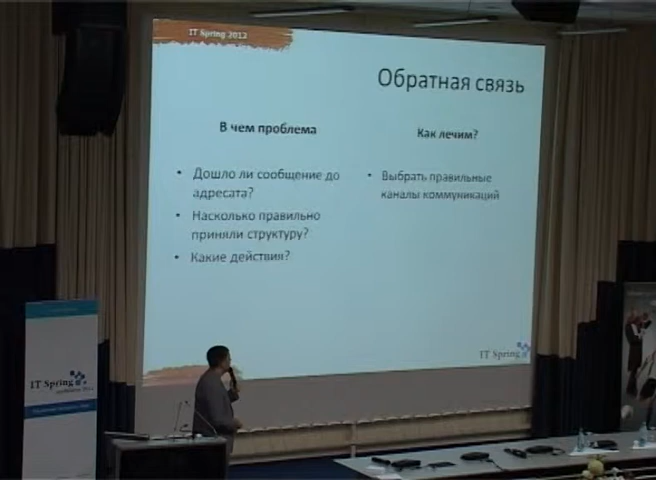 IT Spring 2012
Обратная связь
В чем проблема
Как лечим?
• Дошло ли сообщение до
адресата?
• Насколько правильно
приняли структуру?
• Какие действия?
• Выбрать правильные
каналы коммуникаций
IT Spring
IT Spring